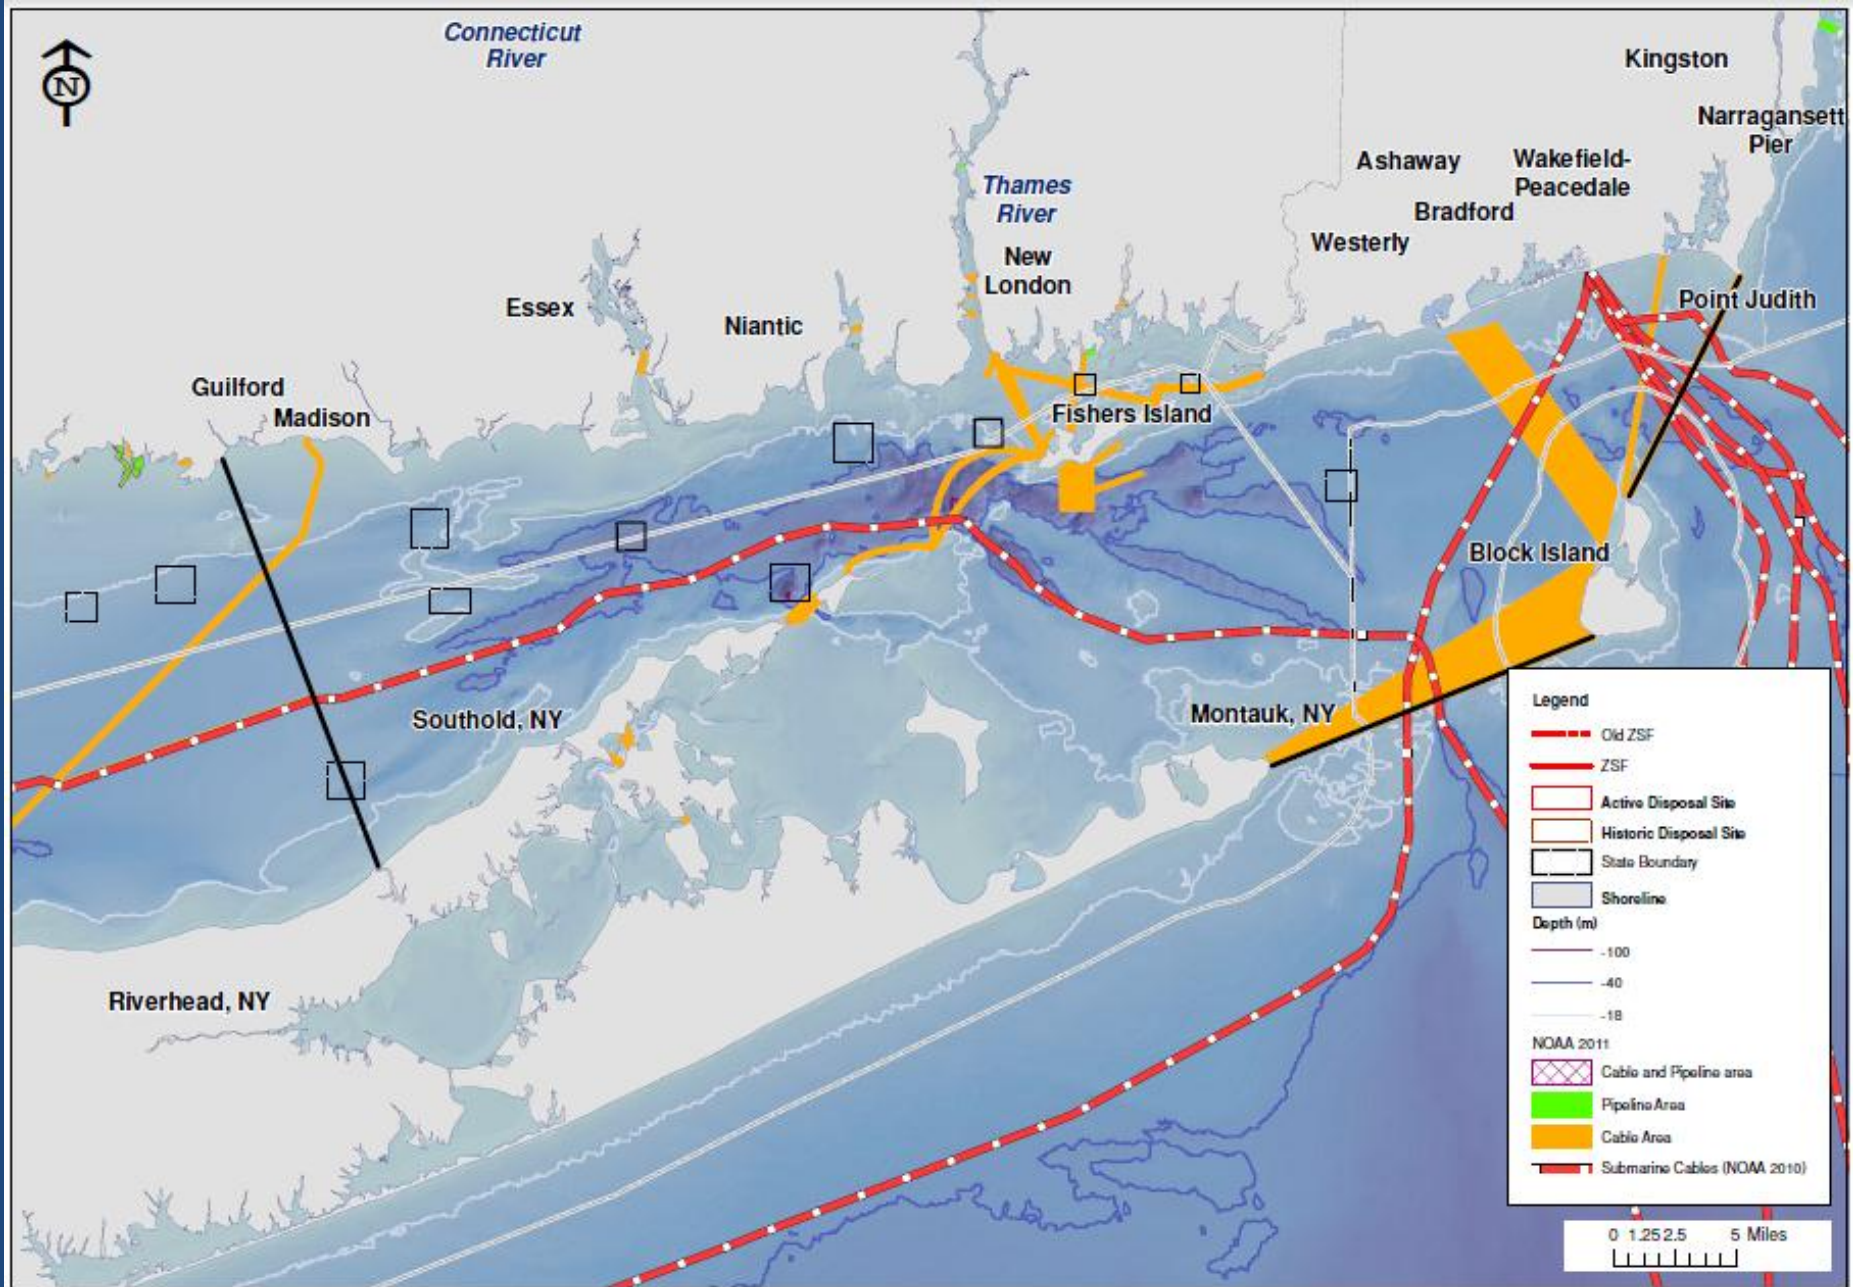 Connecticut
River
N
Kingston
Narragansett
Pier
Ashaway
Wakefield-
Peacedale
Thames
River
Bradford
Westerly
New
London
Essex
Niantic
Point Judith
Guilford
Madison
Fishers Island
Block Island
Southold, NY
Montauk, NY
Riverhead, NY
Legend
Old ZSF
ZSF
Active Disposal Site
Historic Disposal Site
State Boundary
Shoreline
Depth (m)
-100
-40
-18
NOAA 2011
Cable and Pipeline area
Pipeline Area
Cable Area
Submarine Cables (NOAA 2010)
0 1.25 2.5 5 Miles